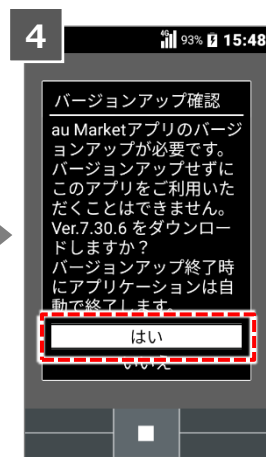 4
4G 93% 15:48
バージョンアップ確認
au Marketアプリのバージ
ョンアップが必要です。
バージョンアップせずに
このアプリをご利用いた
だくことはできません。
Ver.7.30.6 をダウンロー
ドしますか？
バージョンアップ終了時
にアプリケーションは自
動で終了します。
はい
いいえ